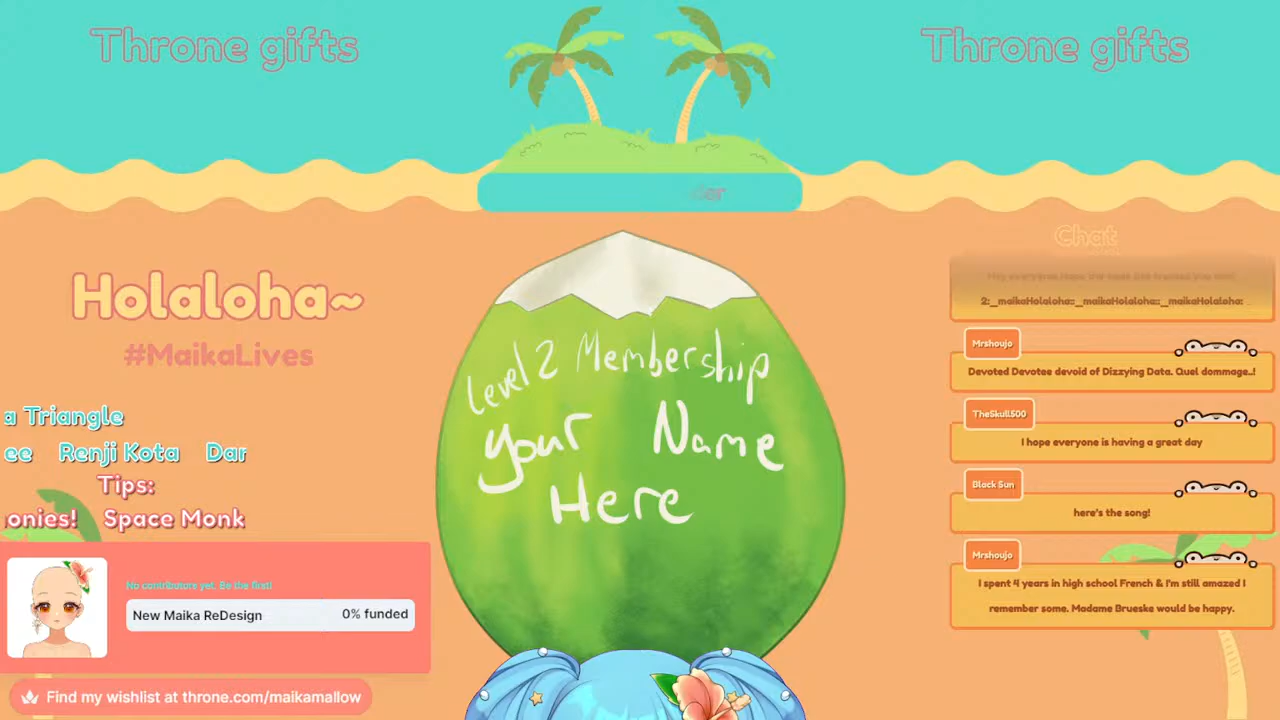 Throne gifts
Throne gifts
Holaloha~
#MaikaLives
a Triangle
ee Renji Kota Dar
Tips:
onies! Space Monk
No contributors yet. Be the first!
New Maika ReDesign 0% funded
Find my wishlist at throne.com/maikamallow
Level 2 Membership
your Name
Here
Chat
2:_maikaHolaloha:_maikaHolaloha:_maikaHolaloha:
Mrshoujo
Devoted Devotee devoid of Dizzying Data. Quel dommage..!
TheSkull500
I hope everyone is having a great day
Black Sun
here's the song!
Mrshoujo
I spent 4 years in high school French & I'm still amazed I
remember some. Madame Brueske would be happy.